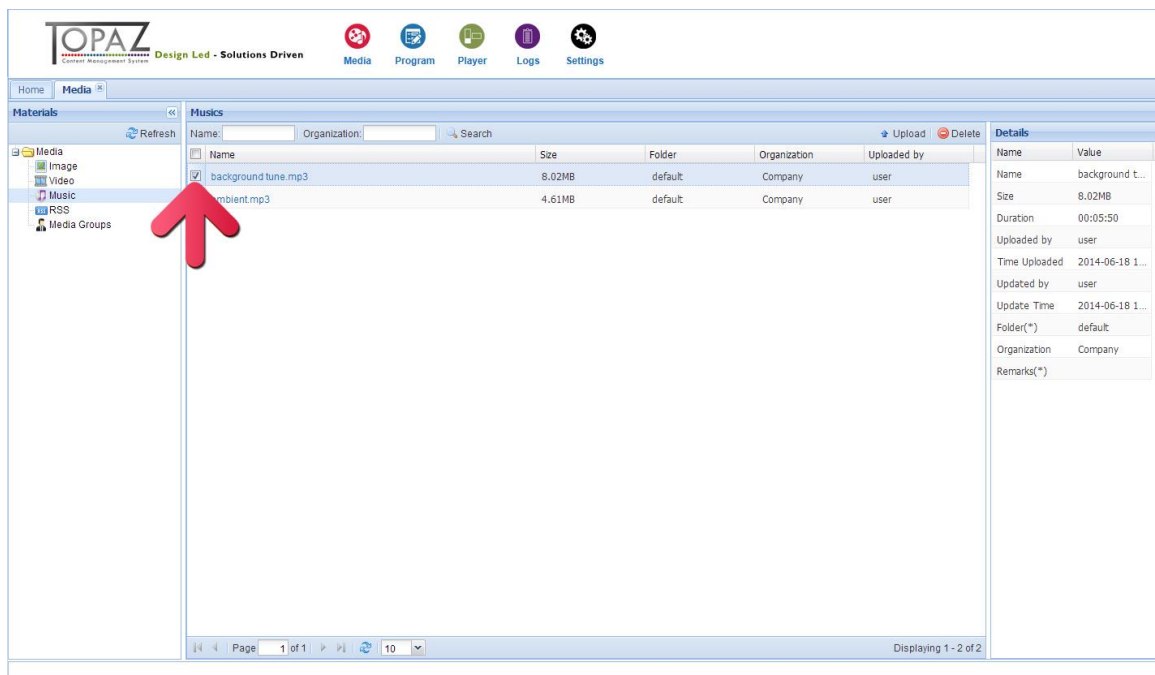 TOPAZ
Content Management System
Design Led - Solutions Driven
Media Program Player Logs Settings
Home Media
Materials
Refresh
Media
Image
Video
Music
RSS
Media Groups
Musics
Name: Organization: Search Upload Delete
Name Size Folder Organization Uploaded by
background tune.mp3 8.02MB default Company user
mbient.mp3 4.61MB default Company user
Page 1 of 1 10 Displaying 1 - 2 of 2
Details
Name Value
Name background t...
Size 8.02MB
Duration 00:05:50
Uploaded by user
Time Uploaded 2014-06-18 1...
Updated by user
Update Time 2014-06-18 1...
Folder(*) default
Organization Company
Remarks(*)